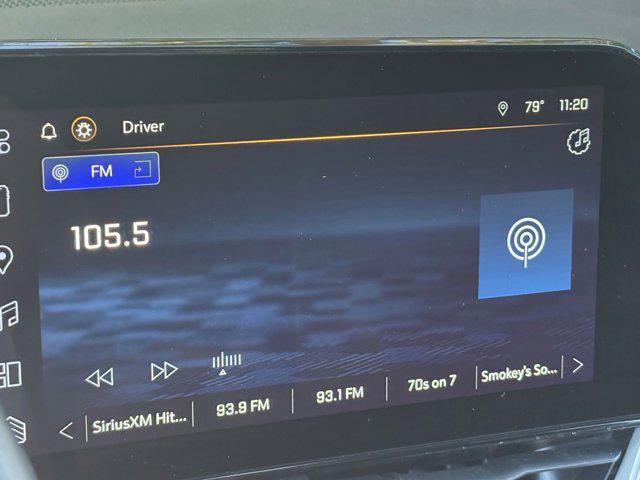 Driver 79° 11:20
FM
105.5
SiriusXM Hit... 93.9 FM 93.1 FM 70s on 7 Smokey's So...